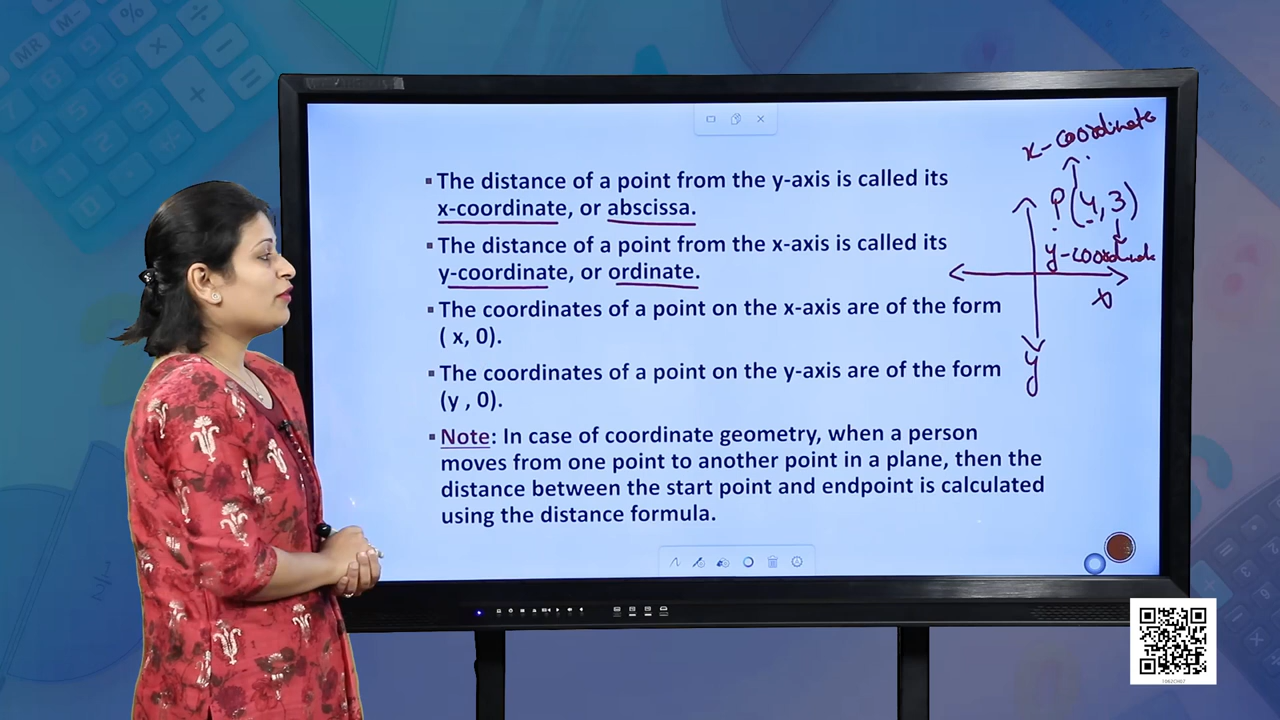 ▪The distance of a point from the y-axis is called its
x-coordinate, or abscissa.
▪The distance of a point from the x-axis is called its
y-coordinate, or ordinate.
▪The coordinates of a point on the x-axis are of the form
( x, 0).
▪The coordinates of a point on the y-axis are of the form
(y , 0).
▪Note: In case of coordinate geometry, when a person
moves from one point to another point in a plane, then the
distance between the start point and endpoint is calculated
using the distance formula.
x-coordinate
P(4,3)
y-coordinate
x
y
MR
M-
%